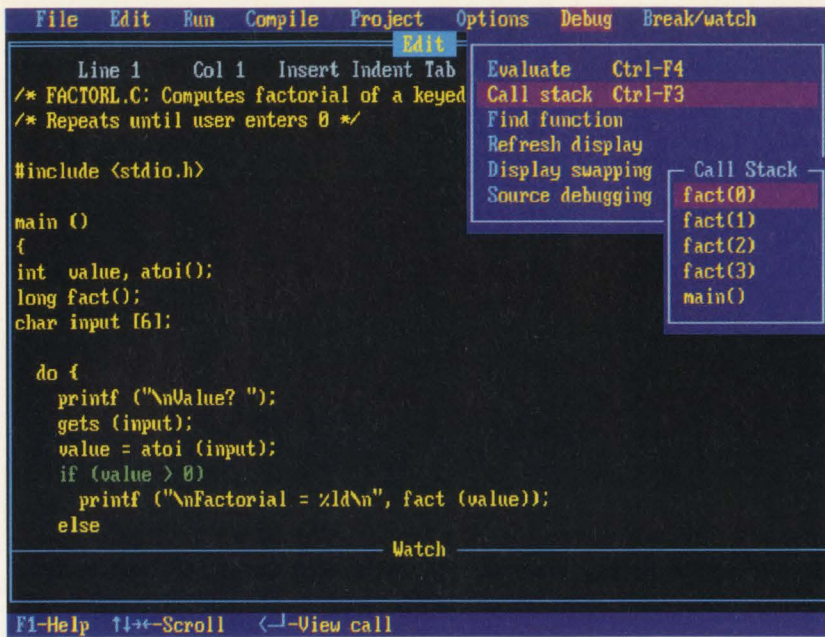 File Edit Run Compile Project Options Debug Break/watch
Edit
Line 1 Col 1 Insert Indent Tab
/* FACTORL.C: Computes factorial of a keyed
/* Repeats until user enters 0 */
#include <stdio.h>
main ()
{
int value, atoi();
long fact();
char input [6];
do {
printf ("\nValue? ");
gets (input);
value = atoi (input);
if (value > 0)
printf ("\nFactorial = %ld\n", fact (value));
else
Evaluate Ctrl-F4
Call stack Ctrl-F3
Find function
Refresh display
Display swapping
Source debugging
Call Stack
fact(0)
fact(1)
fact(2)
fact(3)
main()
Watch
F1-Help ↑↓→←-Scroll <─┘-View call